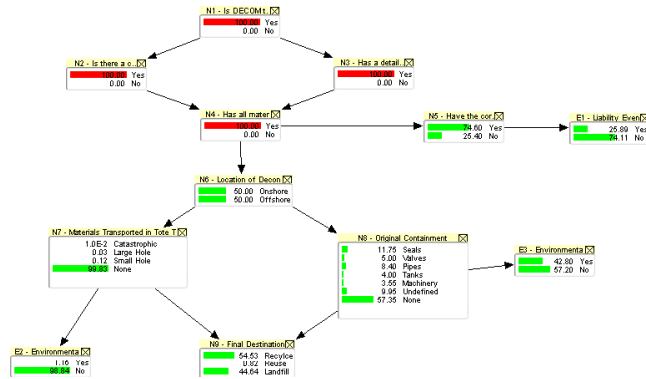 N1 - Is DECOMt..
100.00 Yes
0.00 No
N2 - Is there a c..
100.00 Yes
0.00 No
N3 - Has a detail..
100.00 Yes
0.00 No
N4 - Has all mater
100.00 Yes
0.00 No
N5 - Have the cor..
74.60 Yes
25.40 No
E1 - Liability Even
25.89 Yes
74.11 No
N6 - Location of Decon
50.00 Onshore
50.00 Offshore
N7 - Materials Transported in Tote T
1.0E-2 Catastrophic
0.03 Large Hole
0.12 Small Hole
None
N8 - Original Containment
11.75 Seals
5.00 Valves
8.40 Pipes
4.00 Tanks
3.55 Machinery
9.95 Undefined
57.35 None
E3 - Environmenta
42.80 Yes
57.20 No
E2 - Environmenta
1.16 Yes
98.84 No
N9 - Final Destination
54.53 Recylce
0.82 Reuse
44.64 Landfill